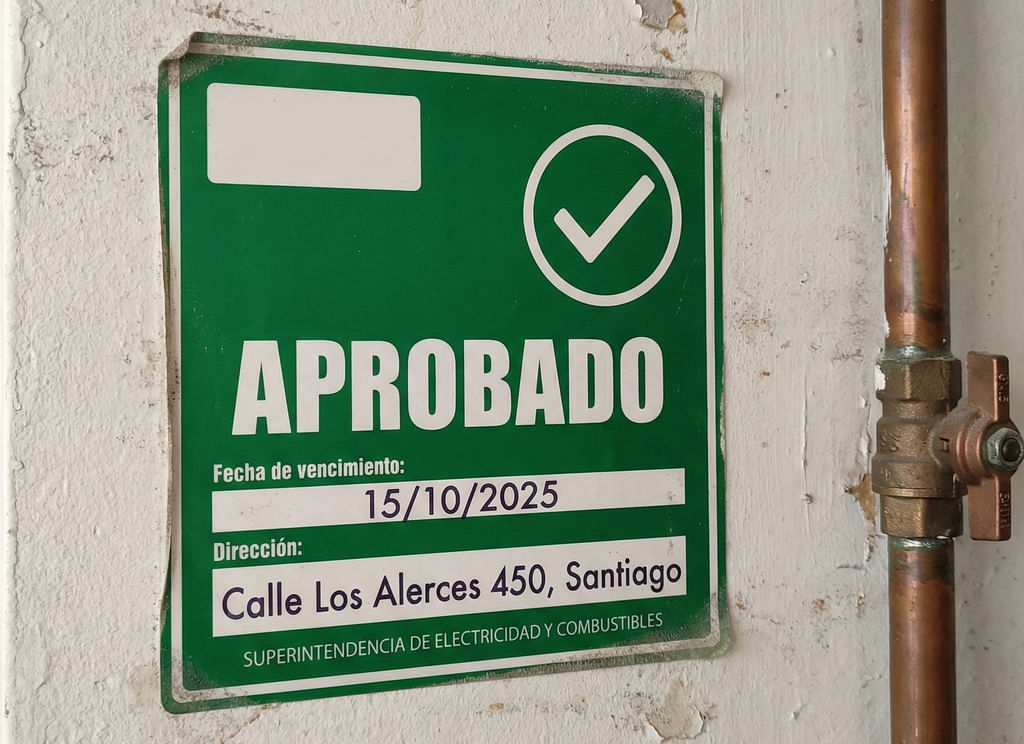 APROBADO
Fecha de vencimiento:
15/10/2025
Dirección:
Calle Los Alerces 450, Santiago
SUPERINTENDENCIA DE ELECTRICIDAD Y COMBUSTIBLES